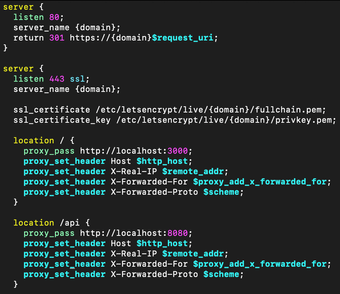 server {
  listen 80;
  server_name {domain};
  return 301 https://{domain}$request_uri;
}

server {
  listen 443 ssl;
  server_name {domain};

  ssl_certificate /etc/letsencrypt/live/{domain}/fullchain.pem;
  ssl_certificate_key /etc/letsencrypt/live/{domain}/privkey.pem;

  location / {
    proxy_pass http://localhost:3000;
    proxy_set_header Host $http_host;
    proxy_set_header X-Real-IP $remote_addr;
    proxy_set_header X-Forwarded-For $proxy_add_x_forwarded_for;
    proxy_set_header X-Forwarded-Proto $scheme;
  }

  location /api {
    proxy_pass http://localhost:8080;
    proxy_set_header Host $http_host;
    proxy_set_header X-Real-IP $remote_addr;
    proxy_set_header X-Forwarded-For $proxy_add_x_forwarded_for;
    proxy_set_header X-Forwarded-Proto $scheme;
  }